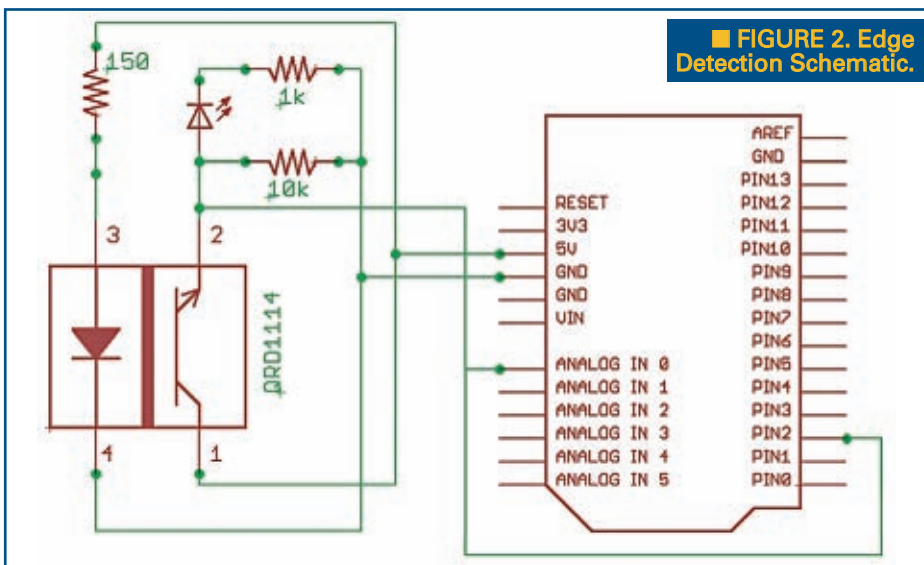 ■ FIGURE 2. Edge
Detection Schematic.
150
1k
10k
3
2
4
1
QRD1114
RESET
3V3
5V
GND
GND
VIN
ANALOG IN 0
ANALOG IN 1
ANALOG IN 2
ANALOG IN 3
ANALOG IN 4
ANALOG IN 5
AREF
GND
PIN13
PIN12
PIN11
PIN10
PIN9
PIN8
PIN7
PIN6
PIN5
PIN4
PIN3
PIN2
PIN1
PIN0